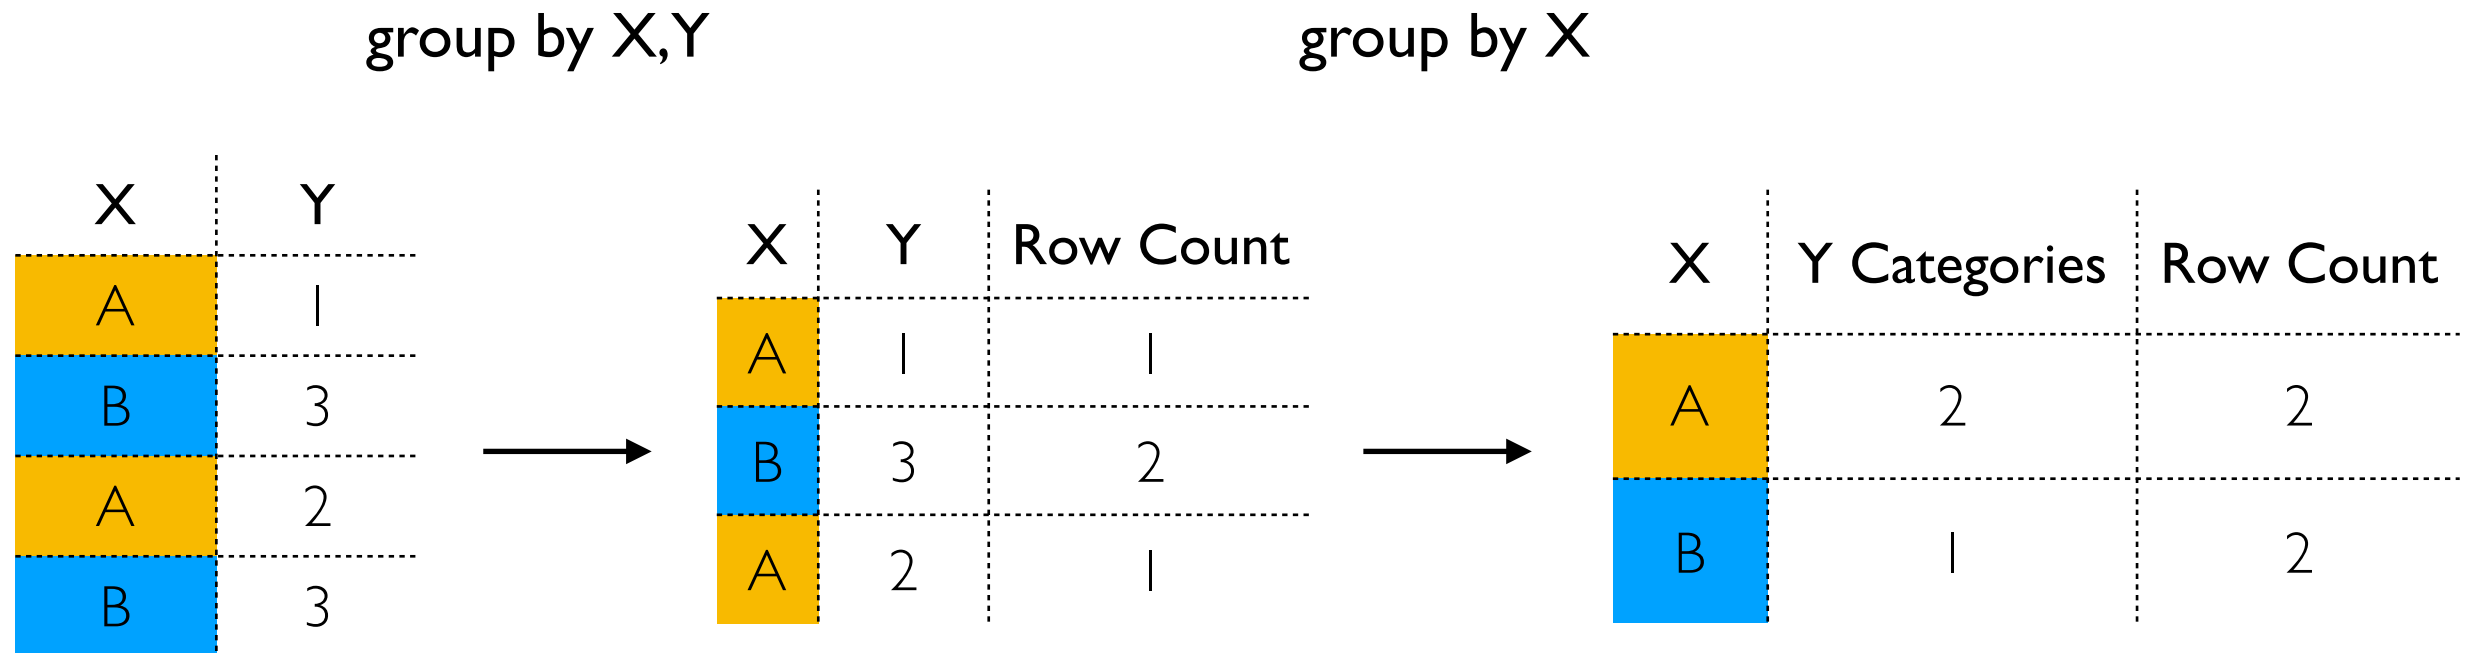 group by X,Y
group by X
X Y
A 1
B 3
A 2
B 3
X Y Row Count
A 1 1
B 3 2
A 2 1
X Y Categories Row Count
A 2 2
B 1 2